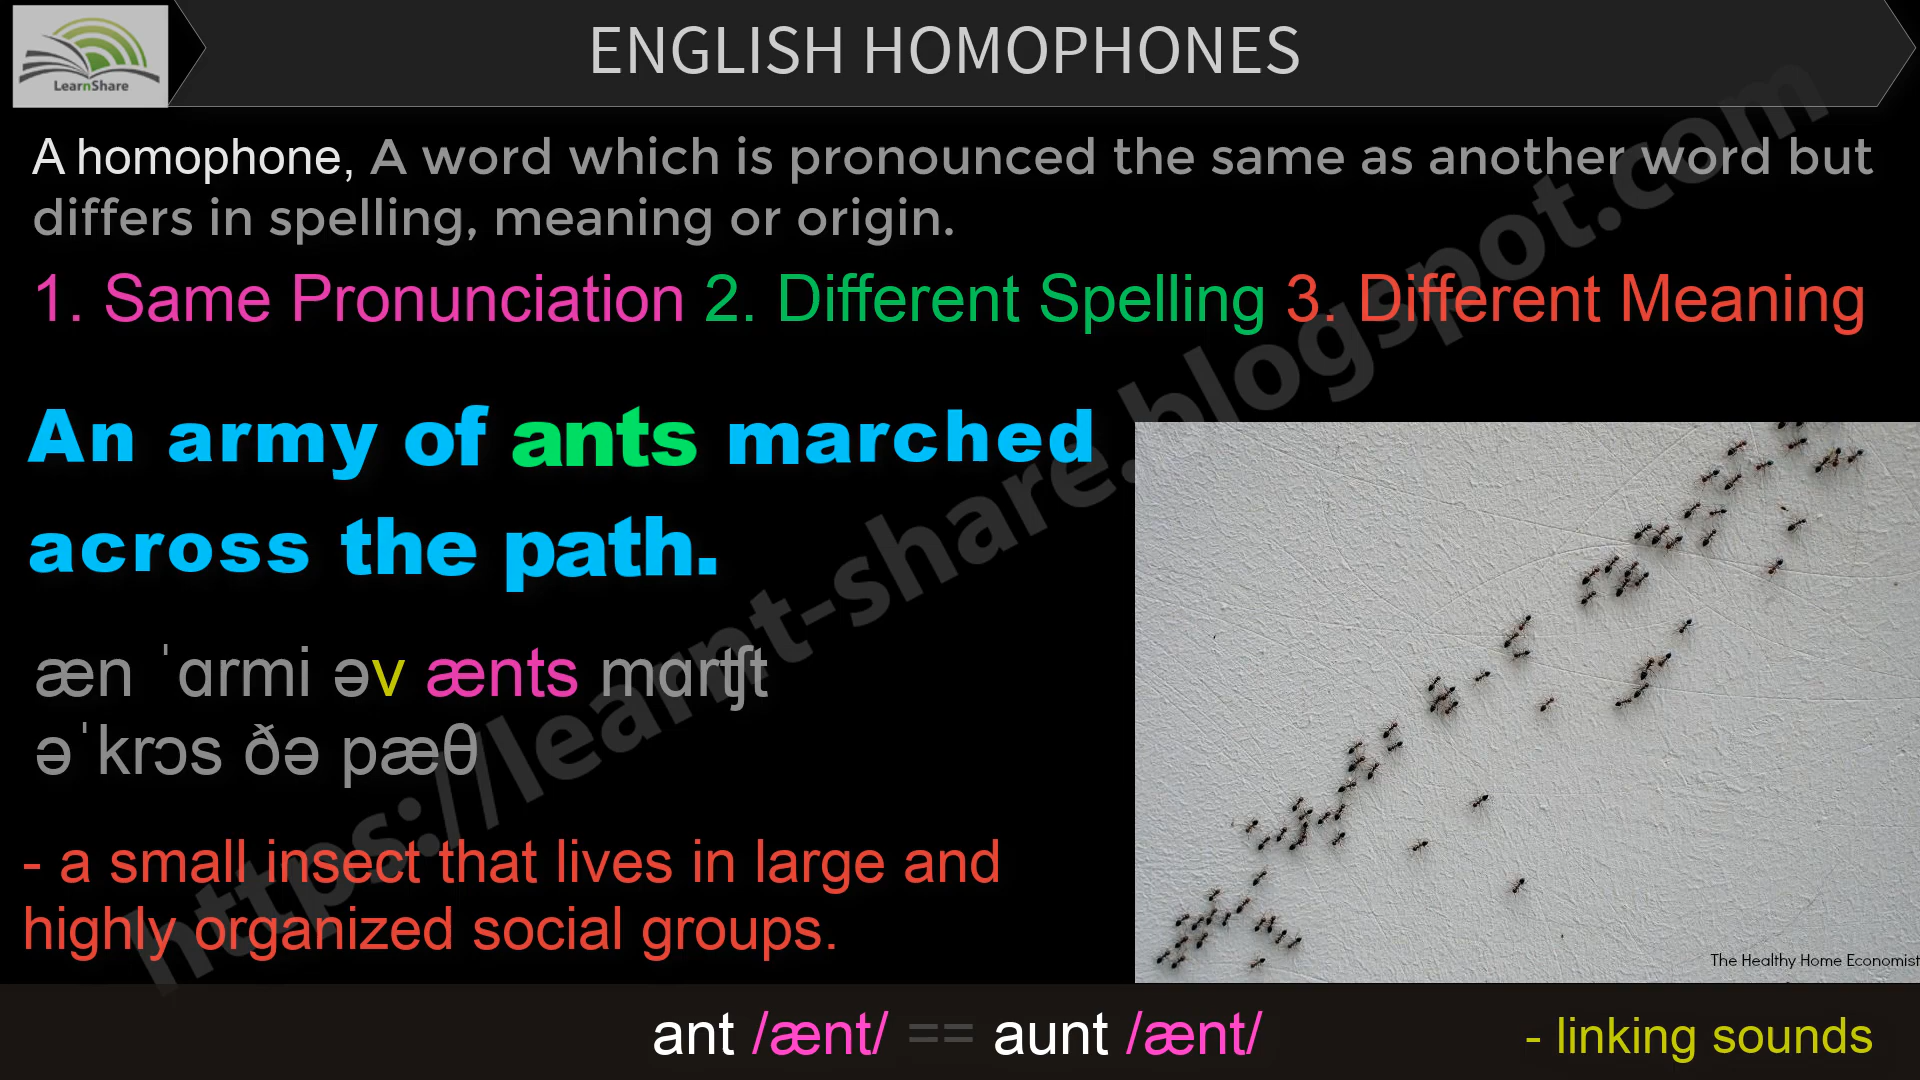 LearnShare
ENGLISH HOMOPHONES
A homophone, A word which is pronounced the same as another word but
differs in spelling, meaning or origin.
1. Same Pronunciation 2. Different Spelling 3. Different Meaning
An army of ants marched
across the path.
æn ˈɑrmi əv ænts mɑrʧt
əˈkrɔs ðə pæθ
- a small insect that lives in large and
highly organized social groups.
The Healthy Home Economist
ant /ænt/ == aunt /ænt/
- linking sounds
https://learnt-share.blogspot.com